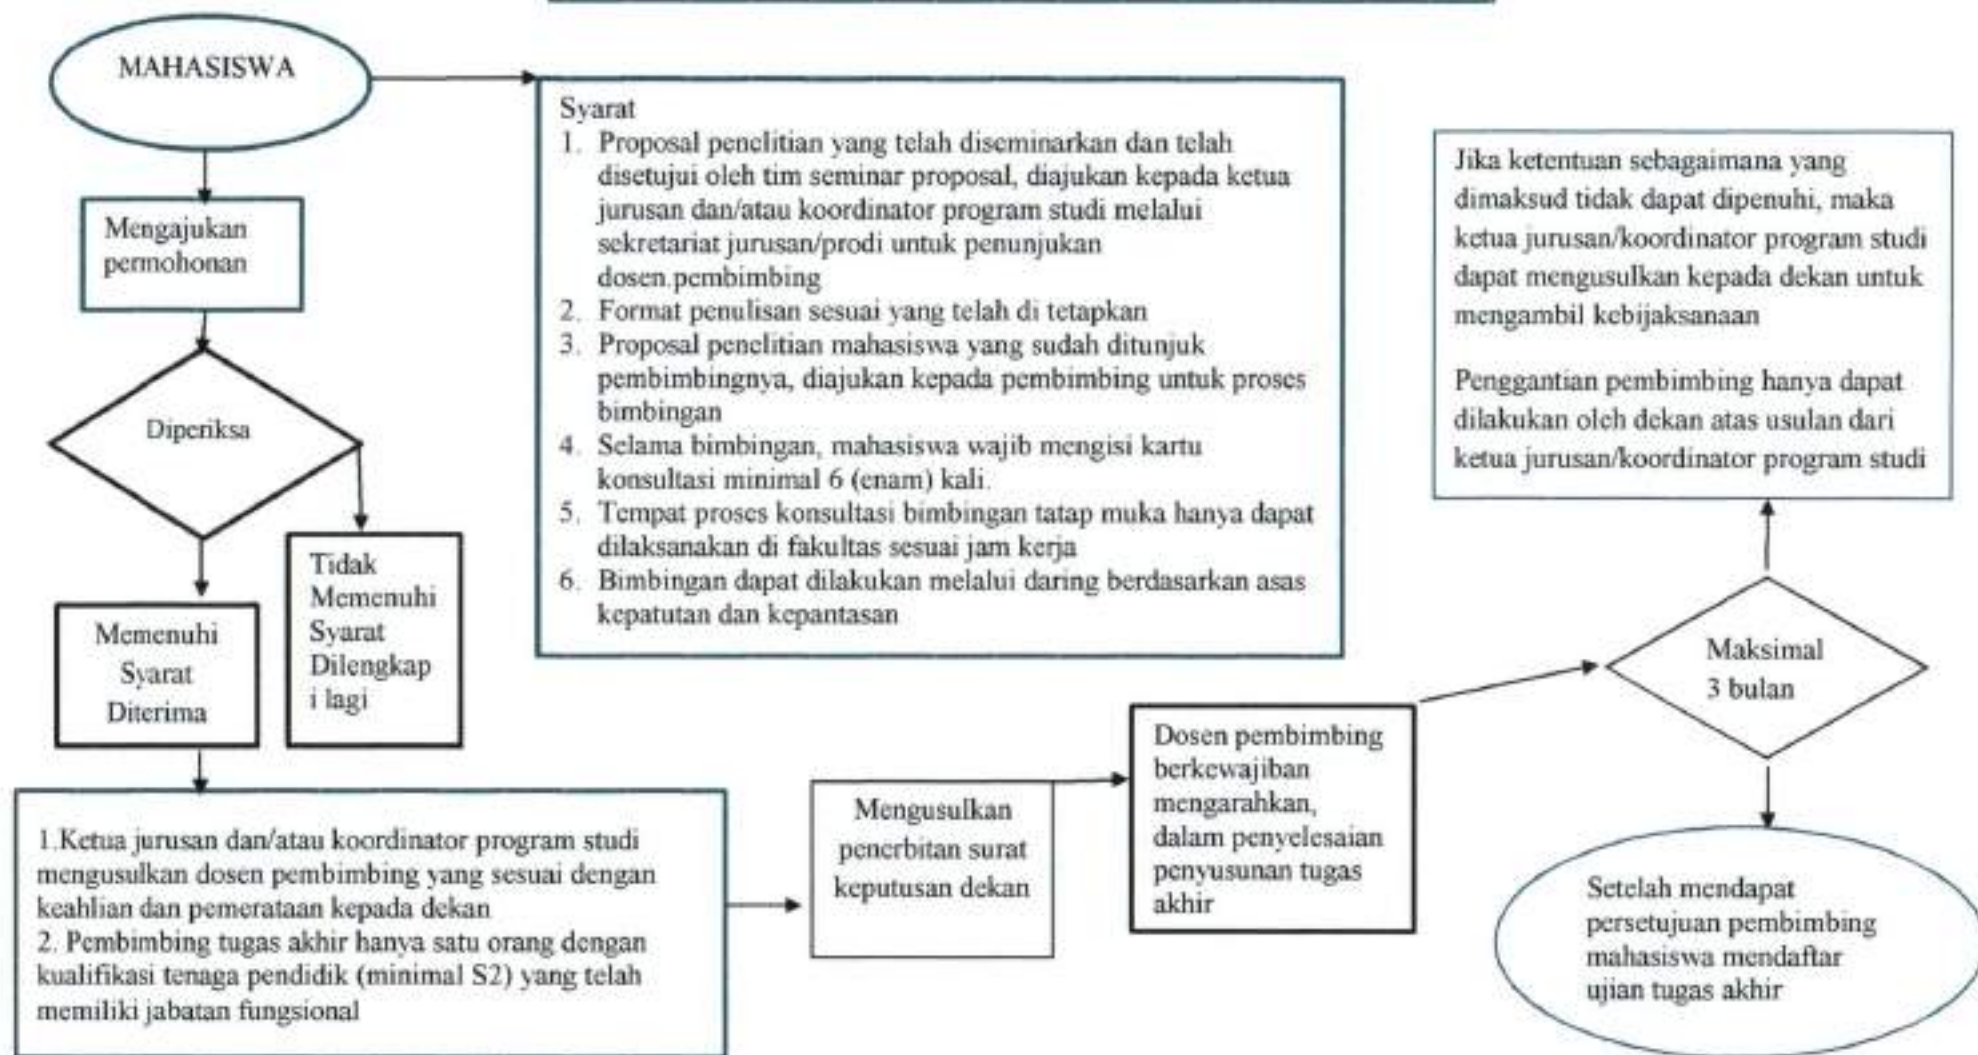 MAHASISWA
Mengajukan
permohonan
Diperiksa
Memenuhi
Syarat
Diterima
Tidak
Memenuhi
Syarat
Dilengkap
i lagi
Syarat
1. Proposal penelitian yang telah diseminarkan dan telah
disetujui oleh tim seminar proposal, diajukan kepada ketua
jurusan dan/atau koordinator program studi melalui
sekretariat jurusan/prodi untuk penunjukan
dosen.pembimbing
2. Format penulisan sesuai yang telah di tetapkan
3. Proposal penelitian mahasiswa yang sudah ditunjuk
pembimbingnya, diajukan kepada pembimbing untuk proses
bimbingan
4. Selama bimbingan, mahasiswa wajib mengisi kartu
konsultasi minimal 6 (enam) kali.
5. Tempat proses konsultasi bimbingan tatap muka hanya dapat
dilaksanakan di fakultas sesuai jam kerja
6. Bimbingan dapat dilakukan melalui daring berdasarkan asas
kepatutan dan kepantasan
1.Ketua jurusan dan/atau koordinator program studi
mengusulkan dosen pembimbing yang sesuai dengan
keahlian dan pemerataan kepada dekan
2. Pembimbing tugas akhir hanya satu orang dengan
kualifikasi tenaga pendidik (minimal S2) yang telah
memiliki jabatan fungsional
Mengusulkan
penerbitan surat
keputusan dekan
Dosen pembimbing
berkewajiban
mengarahkan,
dalam penyelesaian
penyusunan tugas
akhir
Maksimal
3 bulan
Jika ketentuan sebagaimana yang
dimaksud tidak dapat dipenuhi, maka
ketua jurusan/koordinator program studi
dapat mengusulkan kepada dekan untuk
mengambil kebijaksanaan
Penggantian pembimbing hanya dapat
dilakukan oleh dekan atas usulan dari
ketua jurusan/koordinator program studi
Setelah mendapat
persetujuan pembimbing
mahasiswa mendaftar
ujian tugas akhir